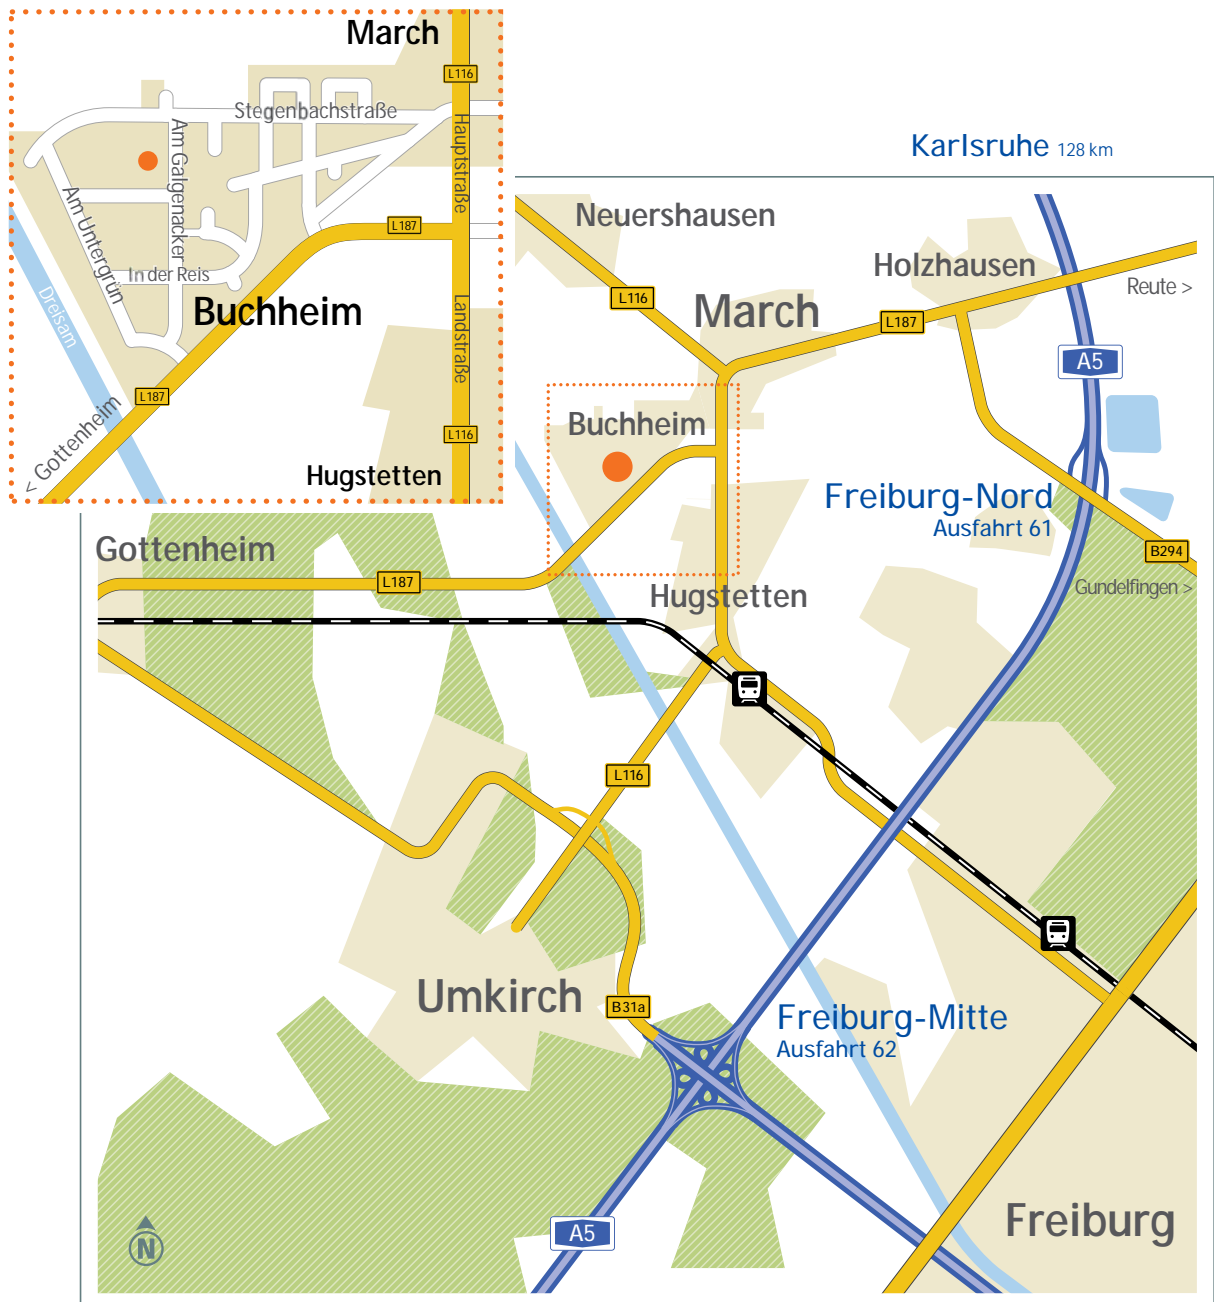 March
L116
Stegenbachstraße
Hauptstraße
Am Galgenacker
Am Untergrün
L187
In der Reis
Buchheim
Dreisam
Landstraße
L187
< Gottenheim
L116
Hugstetten
Karlsruhe 128 km
Neuershausen
Holzhausen
Reute >
L116
March
L187
A5
Buchheim
Freiburg-Nord
Ausfahrt 61
Gottenheim
B294
L187
Gundelfingen >
Hugstetten
L116
Umkirch
B31a
Freiburg-Mitte
Ausfahrt 62
Freiburg
A5
N